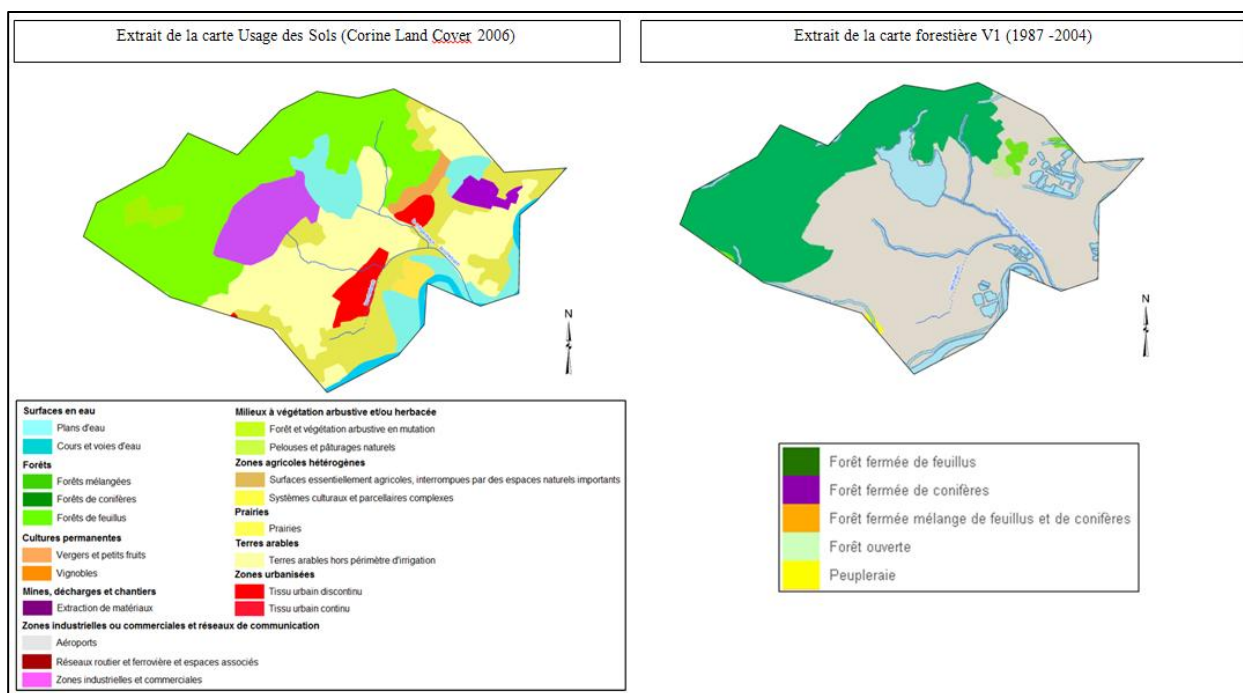 Extrait de la carte Usage des Sols (Corine Land Cover 2006)
Extrait de la carte forestière V1 (1987 -2004)
N
N
Surfaces en eau
Plans d'eau
Cours et voies d'eau
Forêts
Forêts mélangées
Forêts de conifères
Forêts de feuillus
Cultures permanentes
Vergers et petits fruits
Vignobles
Mines, décharges et chantiers
Extraction de matériaux
Zones industrielles ou commerciales et réseaux de communication
Aéroports
Réseaux routier et ferrovière et espaces associés
Zones industrielles et commerciales
Milieux à végétation arbustive et/ou herbacée
Forêt et végétation arbustive en mutation
Pelouses et pâturages naturels
Zones agricoles hétérogènes
Surfaces essentiellement agricoles, interrompues par des espaces naturels importants
Systèmes culturaux et parcellaires complexes
Prairies
Prairies
Terres arables
Terres arables hors périmètre d'irrigation
Zones urbanisées
Tissu urbain discontinu
Tissu urbain continu
Forêt fermée de feuillus
Forêt fermée de conifères
Forêt fermée mélange de feuillus et de conifères
Forêt ouverte
Peupleraie